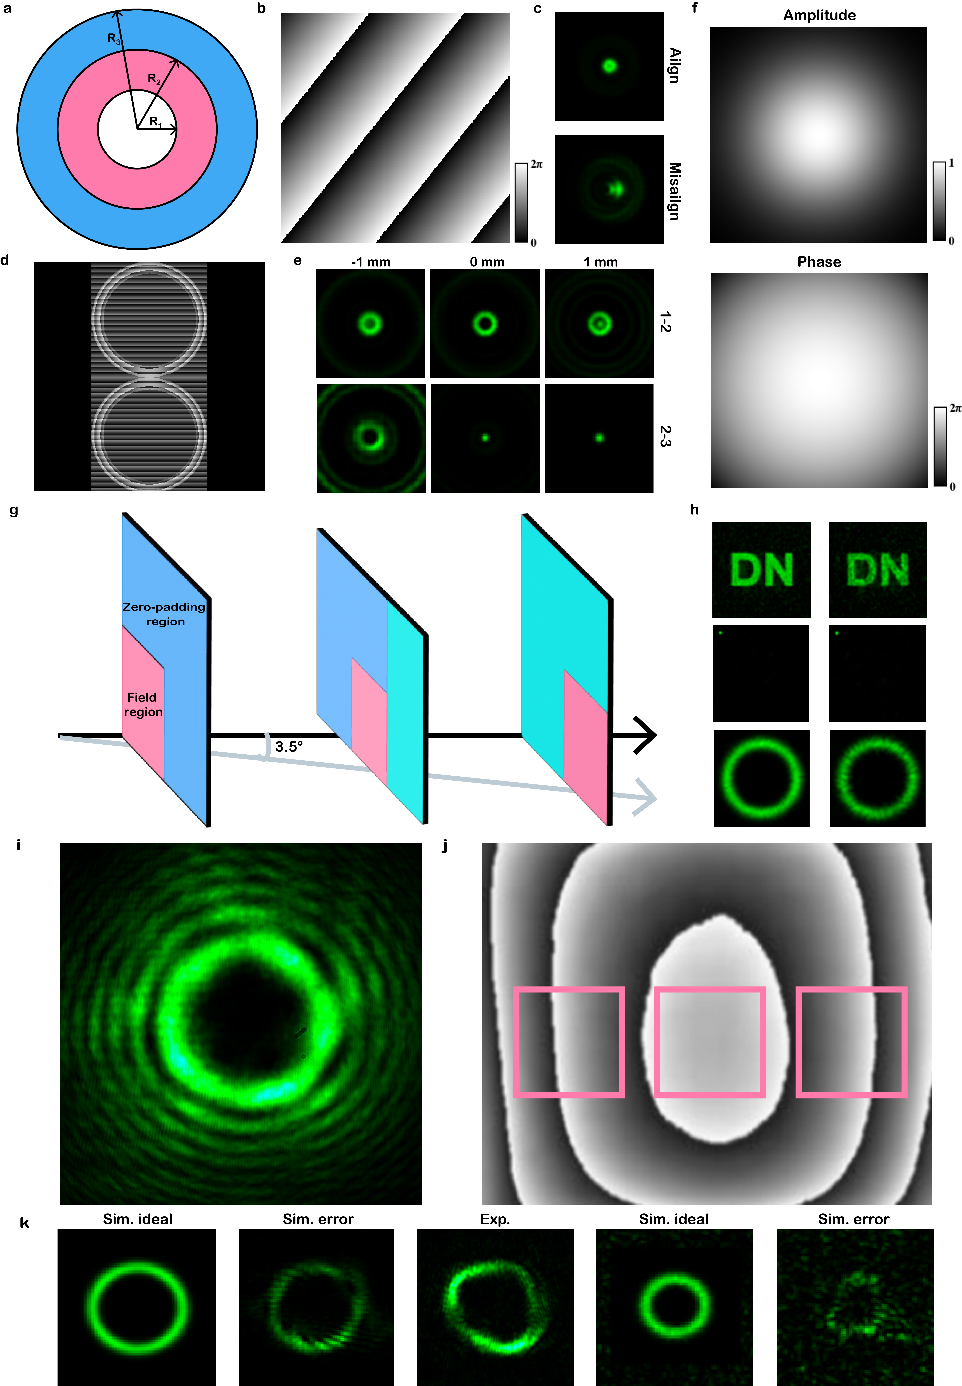 a
R3
R2
R1
b
2π
0
c
Ailgn
Misailgn
f
Amplitude
1
0
Phase
2π
0
d
e
-1 mm
0 mm
1 mm
1-2
2-3
g
Zero-padding
region
Field
region
3.5°
h
DN
DN
i
j
k
Sim. ideal
Sim. error
Exp.
Sim. ideal
Sim. error